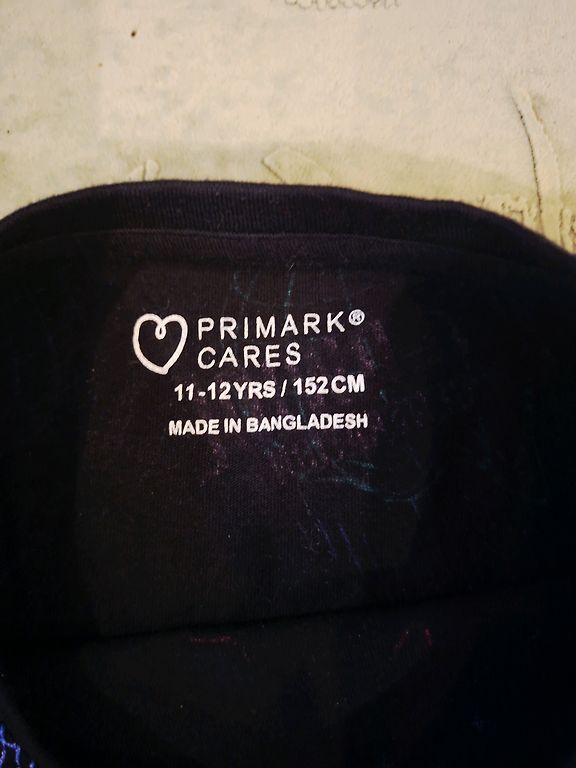 PRIMARK®
CARES
11-12YRS / 152CM
MADE IN BANGLADESH